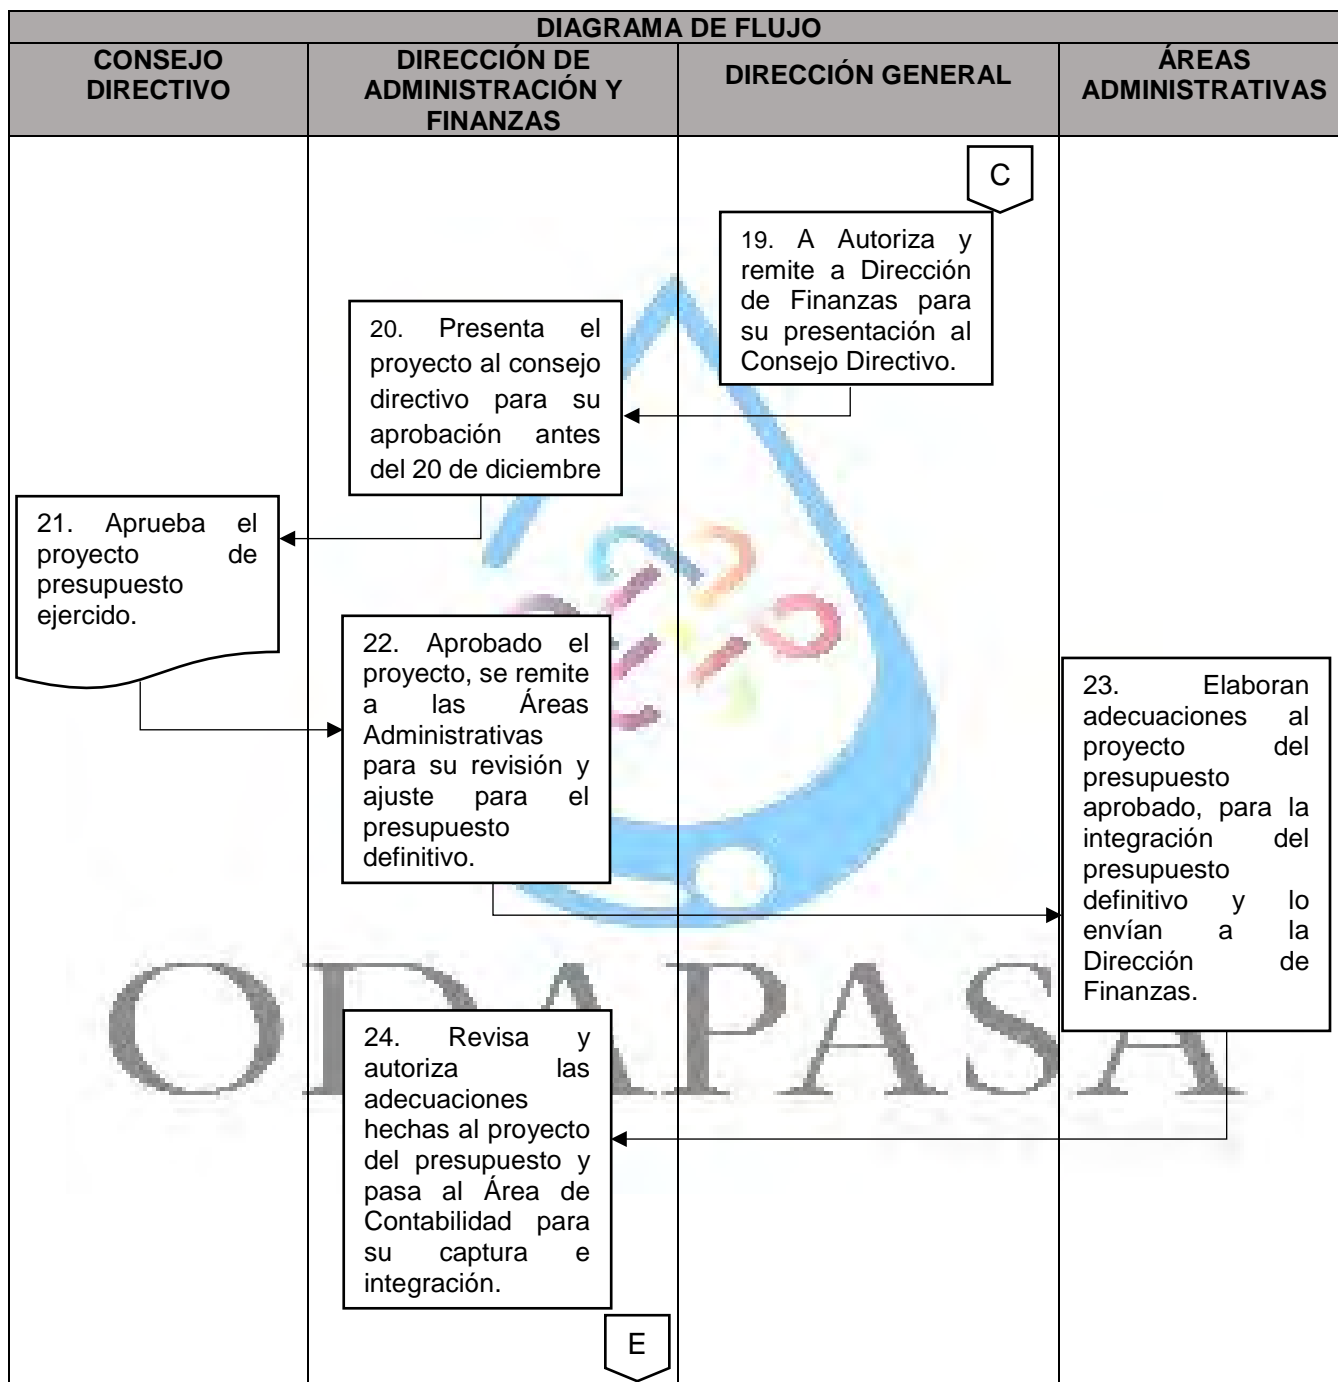 DIAGRAMA DE FLUJO
CONSEJO
DIRECTIVO
DIRECCIÓN DE
ADMINISTRACIÓN Y
FINANZAS
DIRECCIÓN GENERAL
ÁREAS
ADMINISTRATIVAS
C
19. A Autoriza y
remite a Dirección
de Finanzas para
su presentación al
Consejo Directivo.
20. Presenta el
proyecto al consejo
directivo para su
aprobación antes
del 20 de diciembre
21. Aprueba el
proyecto de
presupuesto
ejercido.
22. Aprobado el
proyecto, se remite
a las Áreas
Administrativas
para su revisión y
ajuste para el
presupuesto
definitivo.
23. Elaboran
adecuaciones al
proyecto del
presupuesto
aprobado, para la
integración del
presupuesto
definitivo y lo
envían a la
Dirección de
Finanzas.
24. Revisa y
autoriza las
adecuaciones
hechas al proyecto
del presupuesto y
pasa al Área de
Contabilidad para
su captura e
integración.
E
ODAPASA